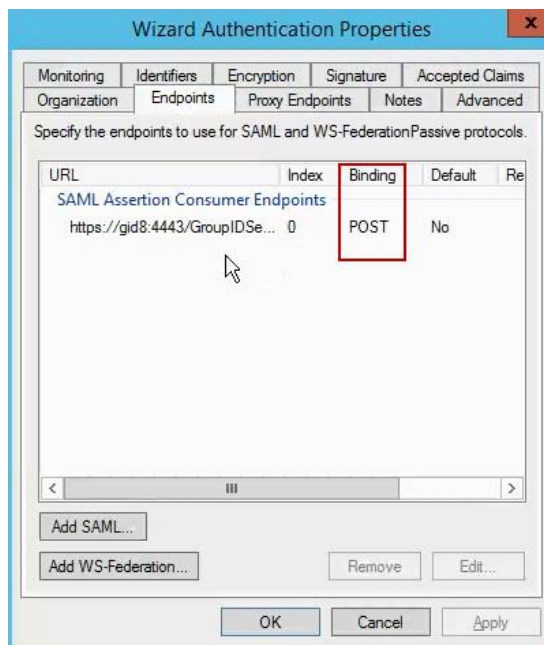 Wizard Authentication Properties
x
Monitoring Identifiers Encryption Signature Accepted Claims
Organization Endpoints Proxy Endpoints Notes Advanced
Specify the endpoints to use for SAML and WS-FederationPassive protocols.
URL Index Binding Default Re
SAML Assertion Consumer Endpoints
https://gid8:4443/GroupIDSe... 0 POST No
Add SAML...
Add WS-Federation... Remove Edit...
OK Cancel Apply